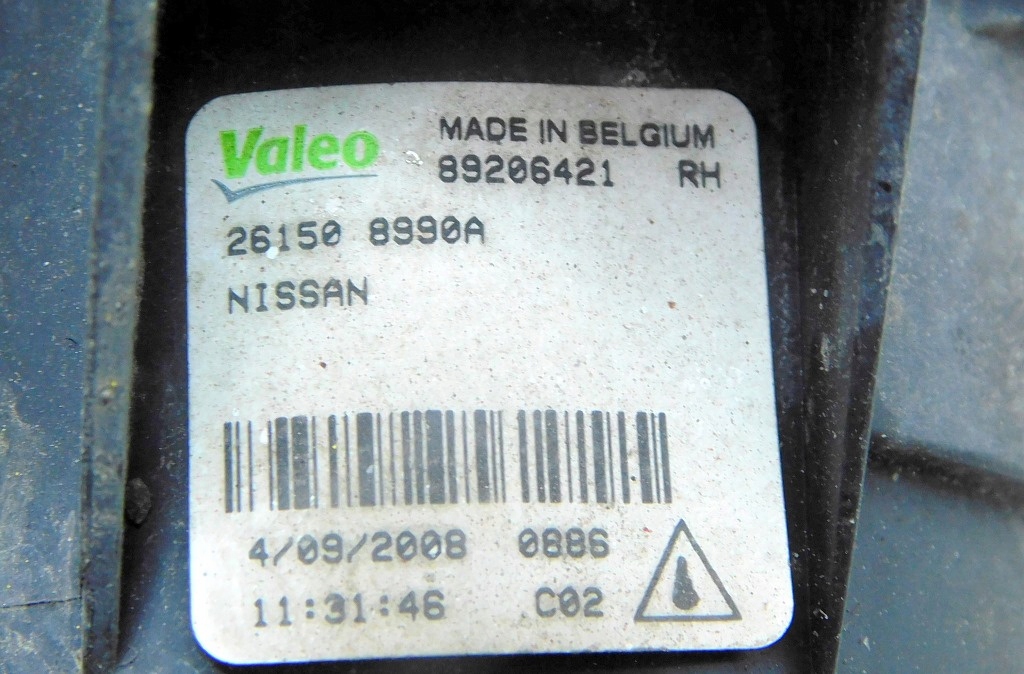 Valeo MADE IN BELGIUM
89206421 RH
26150 8990A
NISSAN
4/09/2008 0886
11:31:46 C02